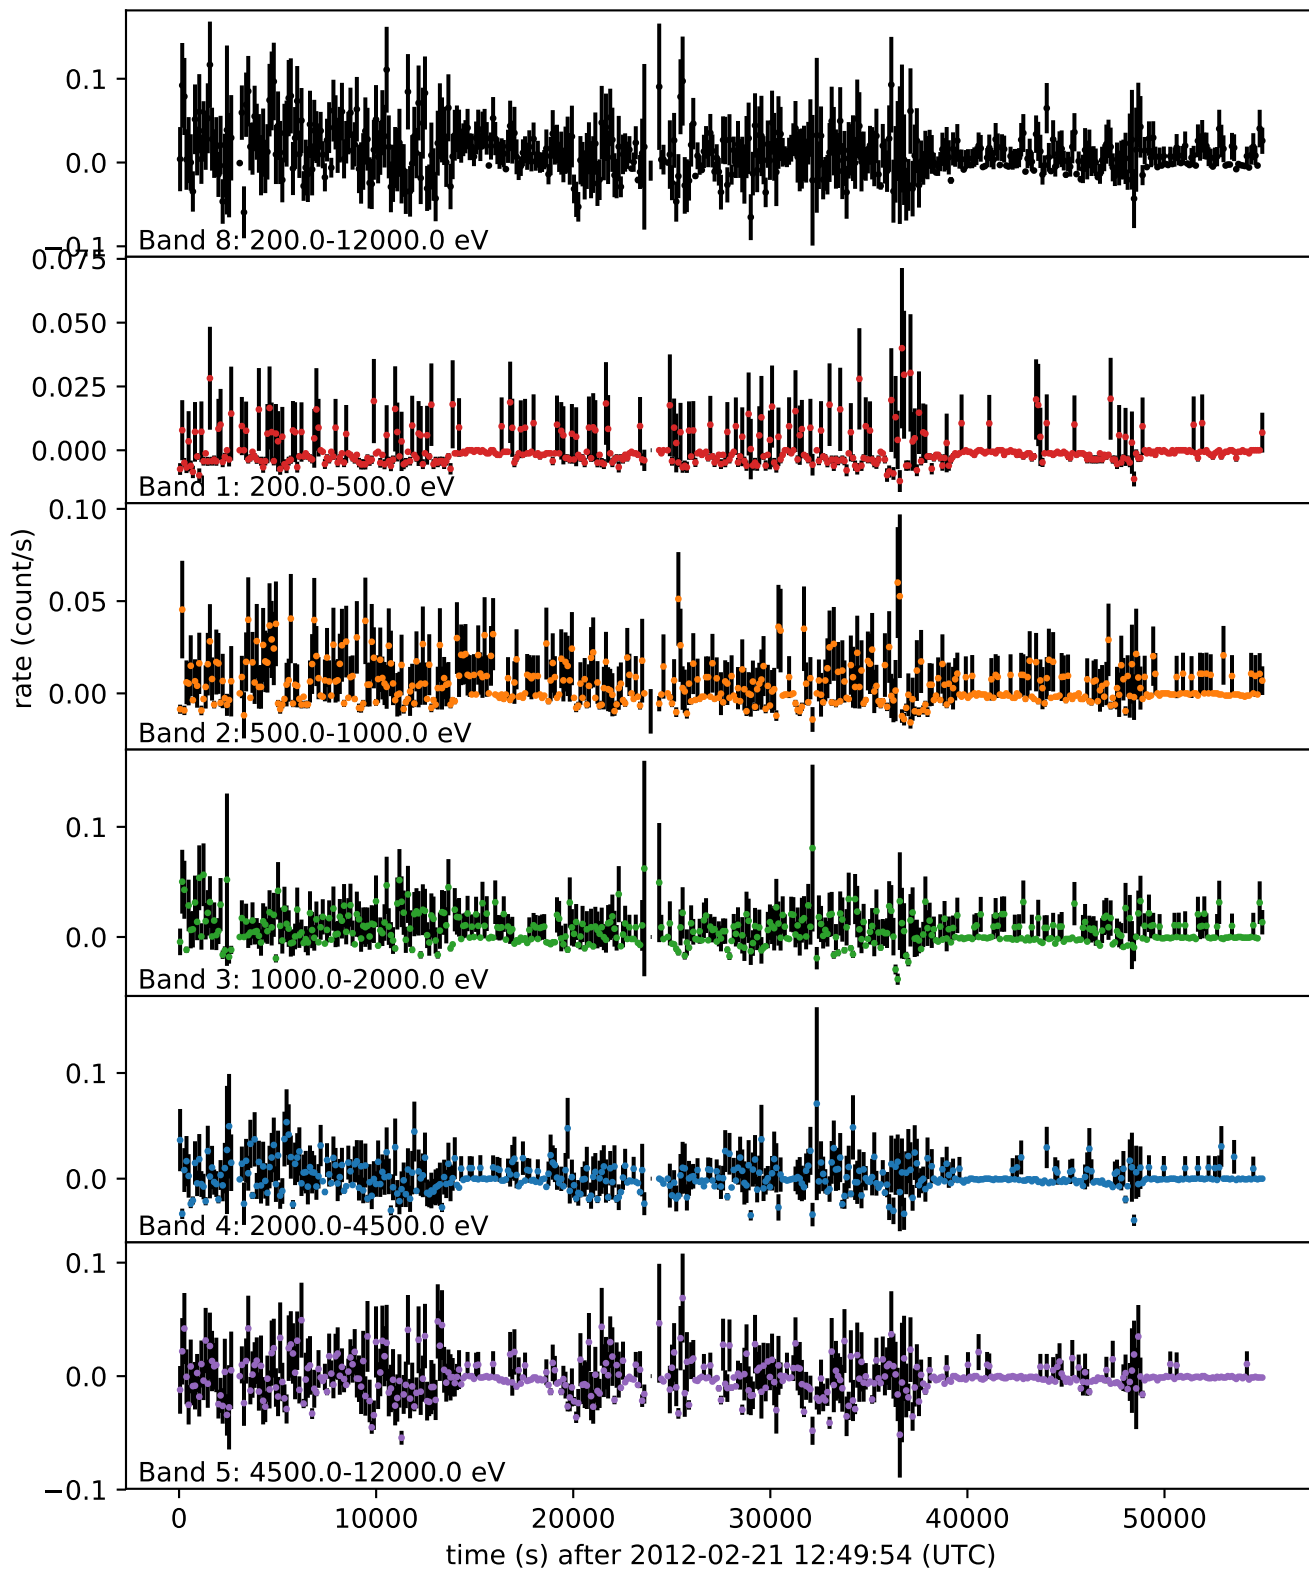 0.1
0.0
−0.1
Band 8: 200.0-12000.0 eV
0.075
0.050
0.025
0.000
Band 1: 200.0-500.0 eV
0.10
0.05
0.00
Band 2: 500.0-1000.0 eV
rate (count/s)
0.1
0.0
Band 3: 1000.0-2000.0 eV
0.1
0.0
Band 4: 2000.0-4500.0 eV
0.1
0.0
−0.1
Band 5: 4500.0-12000.0 eV
0 10000 20000 30000 40000 50000
time (s) after 2012-02-21 12:49:54 (UTC)